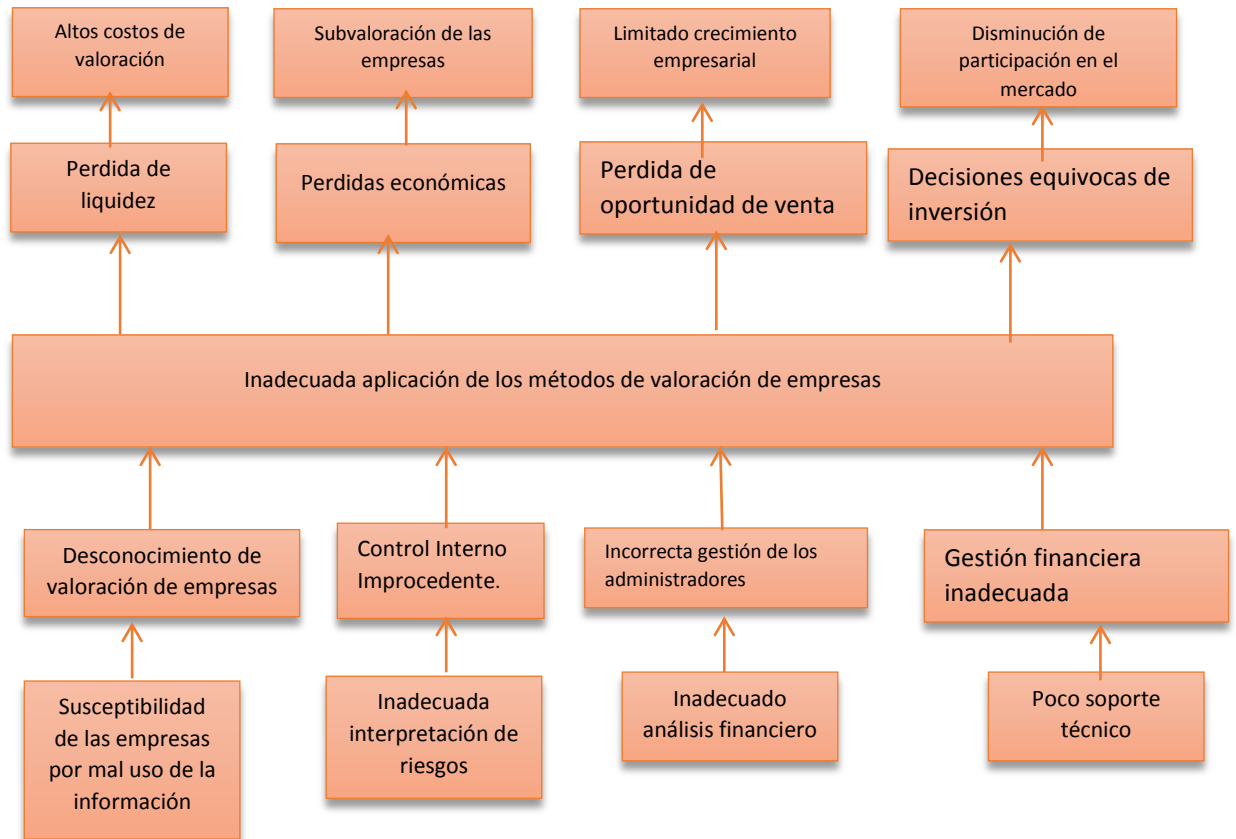 Altos costos de
valoración
Subvaloración de las
empresas
Limitado crecimiento
empresarial
Disminución de
participación en el
mercado
Perdida de
liquidez
Perdidas económicas
Perdida de
oportunidad de venta
Decisiones equivocas de
inversión
Inadecuada aplicación de los métodos de valoración de empresas
Desconocimiento de
valoración de empresas
Control Interno
Improcedente.
Incorrecta gestión de los
administradores
Gestión financiera
inadecuada
Susceptibilidad
de las empresas
por mal uso de la
información
Inadecuada
interpretación de
riesgos
Inadecuado
análisis financiero
Poco soporte
técnico